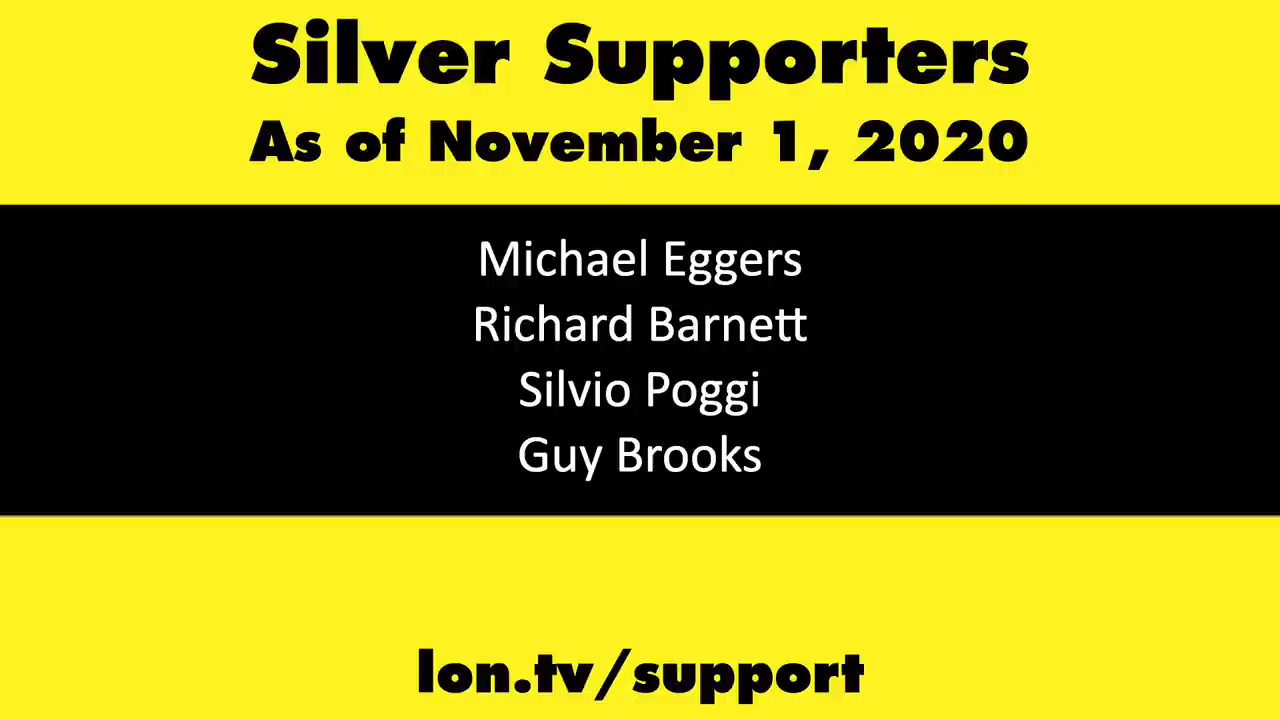 Silver Supporters
As of November 1, 2020
Michael Eggers
Richard Barnett
Silvio Poggi
Guy Brooks
lon.tv/support